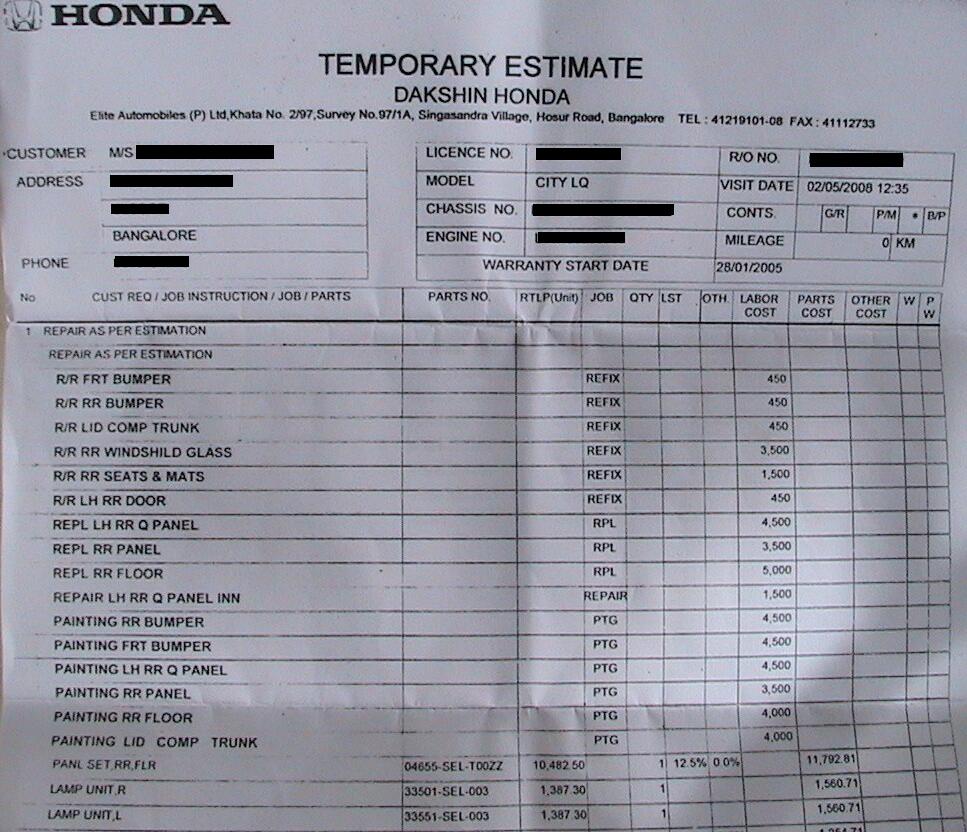 HONDA
TEMPORARY ESTIMATE
DAKSHIN HONDA
Elite Automobiles (P) Ltd,Khata No. 2/97,Survey No.97/1A, Singasandra Village, Hosur Road, Bangalore TEL : 41219101-08 FAX : 41112733
CUSTOMER M/S LICENCE NO. R/O NO.
ADDRESS MODEL CITY LQ VISIT DATE 02/05/2008 12:35
CHASSIS NO. CONTS. G/R P/M * B/P
BANGALORE ENGINE NO. MILEAGE 0 KM
PHONE WARRANTY START DATE 28/01/2005
No CUST REQ / JOB INSTRUCTION / JOB / PARTS PARTS NO. RTLP(Unit) JOB QTY LST OTH. LABOR COST PARTS COST OTHER COST W P W
1 REPAIR AS PER ESTIMATION
REPAIR AS PER ESTIMATION
R/R FRT BUMPER REFIX 450
R/R RR BUMPER REFIX 450
R/R LID COMP TRUNK REFIX 450
R/R RR WINDSHILD GLASS REFIX 3,500
R/R RR SEATS & MATS REFIX 1,500
R/R LH RR DOOR REFIX 450
REPL LH RR Q PANEL RPL 4,500
REPL RR PANEL RPL 3,500
REPL RR FLOOR RPL 5,000
REPAIR LH RR Q PANEL INN REPAIR 1,500
PAINTING RR BUMPER PTG 4,500
PAINTING FRT BUMPER PTG 4,500
PAINTING LH RR Q PANEL PTG 4,500
PAINTING RR PANEL PTG 3,500
PAINTING RR FLOOR PTG 4,000
PAINTING LID COMP TRUNK PTG 4,000
PANL SET,RR,FLR 04655-SEL-T00ZZ 10,482.50 1 12.5% 0.0% 11,792.81
LAMP UNIT,R 33501-SEL-003 1,387.30 1 1,560.71
LAMP UNIT,L 33551-SEL-003 1,387.30 1 1,560.71